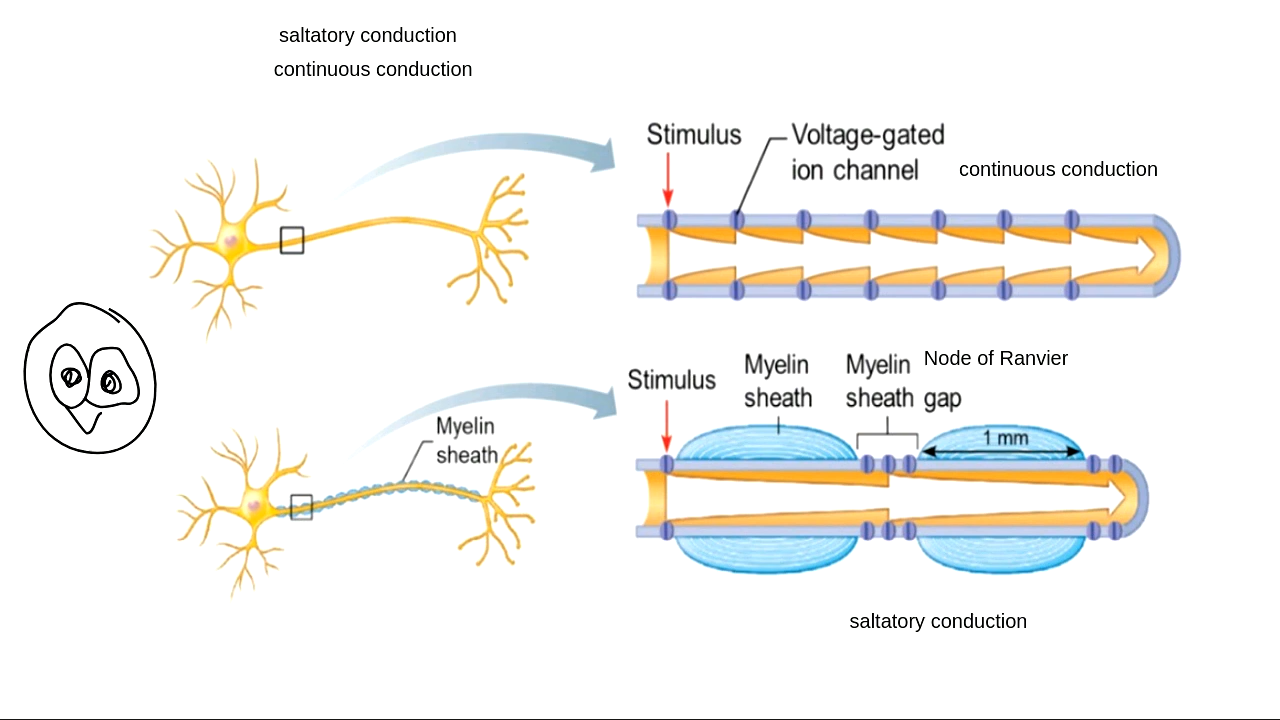 saltatory conduction
continuous conduction
Stimulus
Voltage-gated
ion channel
continuous conduction
Stimulus
Myelin
sheath
Myelin
sheath gap
Node of Ranvier
1 mm
Myelin
sheath
saltatory conduction